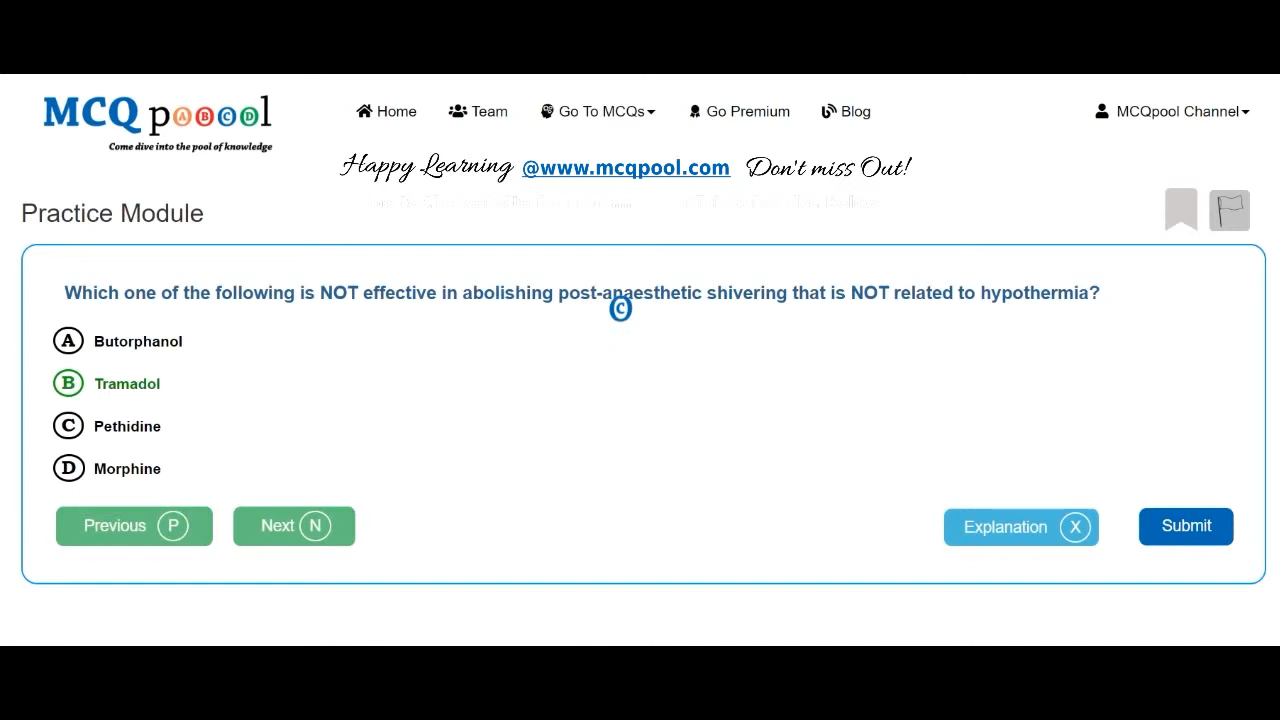 MCQ pABCDl Home Team Go To MCQs Go Premium Blog MCQpool Channel
Come dive into the pool of knowledge
Happy Learning @www.mcqpool.com Don't miss Out!
Practice Module
Which one of the following is NOT effective in abolishing post-anaesthetic shivering that is NOT related to hypothermia?
C
A Butorphanol
B Tramadol
C Pethidine
D Morphine
Previous P Next N Explanation X Submit